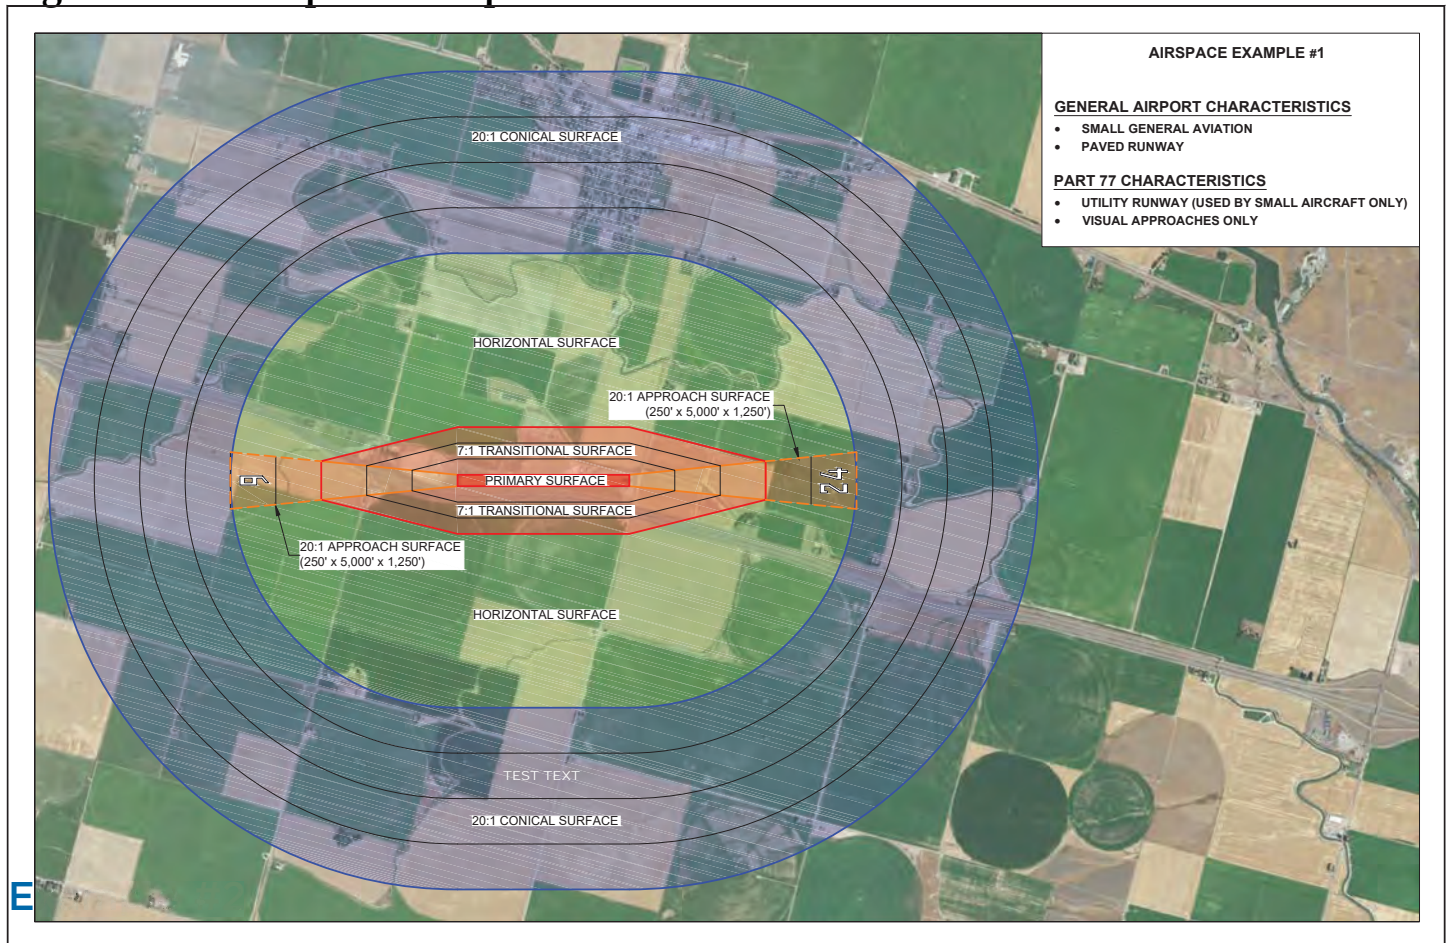 AIRSPACE EXAMPLE #1
GENERAL AIRPORT CHARACTERISTICS
• SMALL GENERAL AVIATION
• PAVED RUNWAY
PART 77 CHARACTERISTICS
• UTILITY RUNWAY (USED BY SMALL AIRCRAFT ONLY)
• VISUAL APPROACHES ONLY
20:1 CONICAL SURFACE
HORIZONTAL SURFACE
20:1 APPROACH SURFACE
(250' x 5,000' x 1,250')
7:1 TRANSITIONAL SURFACE
6
PRIMARY SURFACE
24
7:1 TRANSITIONAL SURFACE
20:1 APPROACH SURFACE
(250' x 5,000' x 1,250')
HORIZONTAL SURFACE
TEST TEXT
20:1 CONICAL SURFACE
E